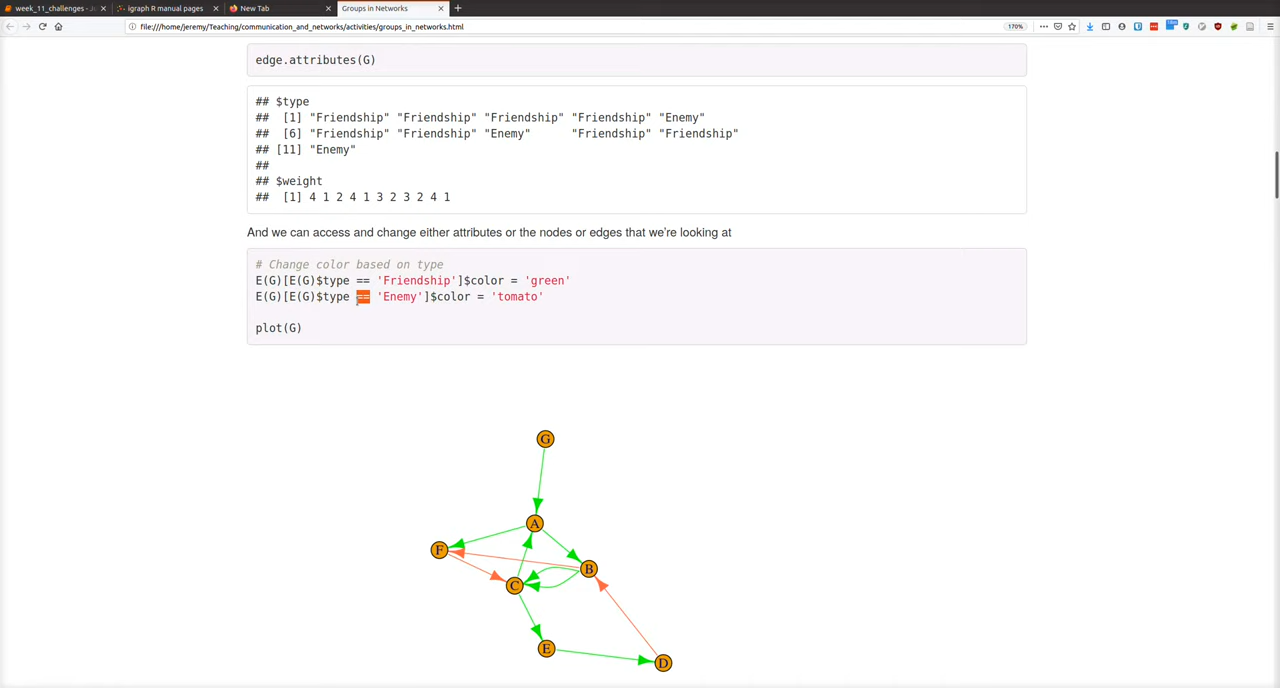 week_11_challenges - Ju
igraph R manual pages
New Tab
Groups in Networks
file:///home/jeremy/Teaching/communication_and_networks/activities/groups_in_networks.html
170%
edge.attributes(G)
## $type
##  [1] "Friendship" "Friendship" "Friendship" "Friendship" "Enemy"
##  [6] "Friendship" "Friendship" "Enemy"      "Friendship" "Friendship"
## [11] "Enemy"
##
## $weight
##  [1] 4 1 2 4 1 3 2 3 2 4 1
And we can access and change either attributes or the nodes or edges that we're looking at
# Change color based on type
E(G)[E(G)$type == 'Friendship']$color = 'green'
E(G)[E(G)$type == 'Enemy']$color = 'tomato'
plot(G)
G
A
F
B
C
E
D